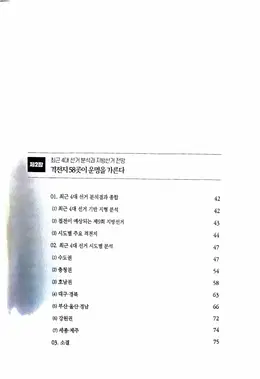 제2장
최근 4대 선거 분석과 지방선거 전망
격전지 58곳이 운명을 가른다
01. 최근 4대 선거 분석결과 종합 42
(1) 최근 4대 선거 기반 지형 분석 42
(2) 접전이 예상되는 제9회 지방선거 43
(3) 시도별 주요 격전지 44
02. 최근 4대 선거 시도별 분석 47
(1) 수도권 47
(2) 충청권 54
(3) 호남권 58
(4) 대구·경북 63
(5) 부산·울산·경남 66
(6) 강원권 72
(7) 세종·제주 74
03. 소결 75